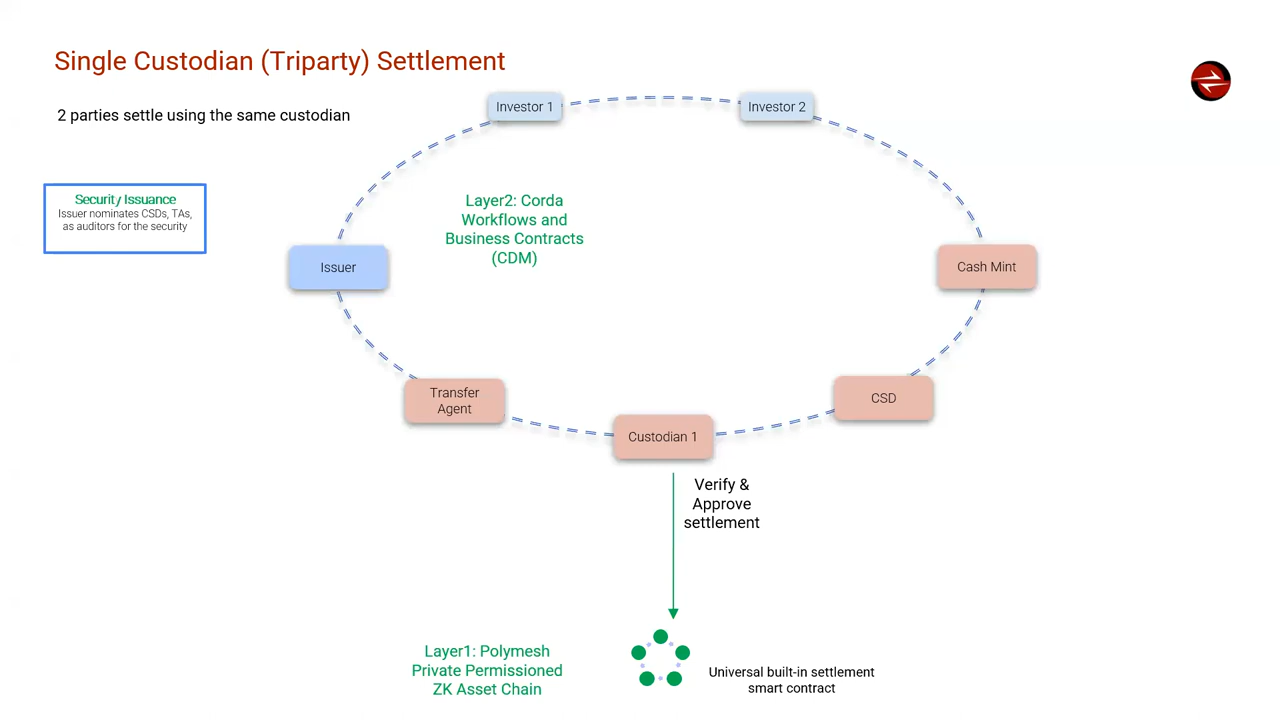 Single Custodian (Triparty) Settlement
2 parties settle using the same custodian
Investor 1
Investor 2
Security Issuance
Issuer nominates CSDs, TAs,
as auditors for the security
Layer2: Corda
Workflows and
Business Contracts
(CDM)
Issuer
Cash Mint
Transfer
Agent
CSD
Custodian 1
Verify &
Approve
settlement
Layer1: Polymesh
Private Permissioned
ZK Asset Chain
Universal built-in settlement
smart contract